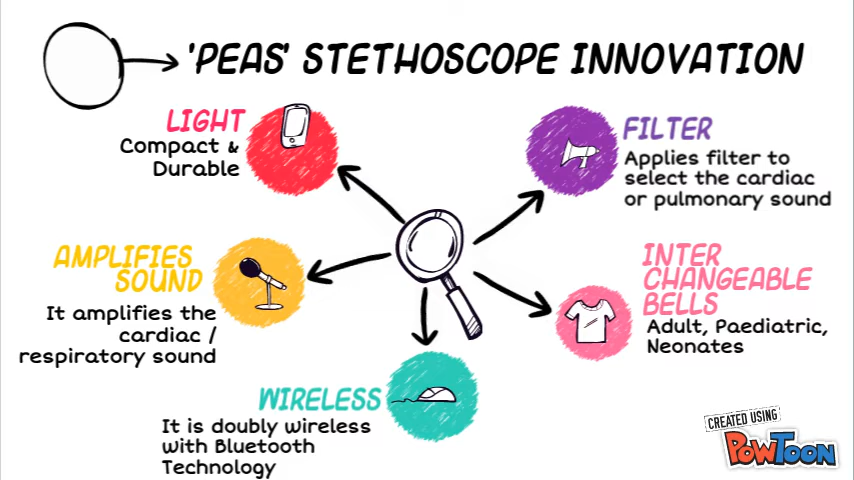 'PEAS' STETHOSCOPE INNOVATION
LIGHT
Compact &
Durable
FILTER
Applies filter to
select the cardiac
or pulmonary sound
AMPLIFIES
SOUND
It amplifies the
cardiac /
respiratory sound
INTER
CHANGEABLE
BELLS
Adult, Paediatric,
Neonates
WIRELESS
It is doubly wireless
with Bluetooth
Technology
CREATED USING
POWTOON